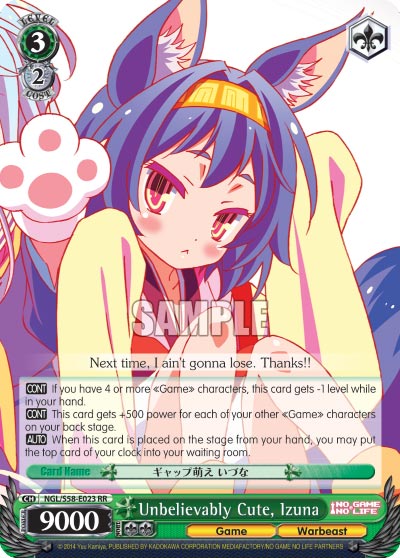 LEVEL
3
2
COST
SAMPLE
Next time, I ain't gonna lose. Thanks!!
CONT If you have 4 or more «Game» characters, this card gets -1 level while
in your hand.
CONT This card gets +500 power for each of your other «Game» characters
on your back stage.
AUTO When this card is placed on the stage from your hand, you may put
the top card of your clock into your waiting room.
Card Name ギャップ萌え いづな
CH NGL/S58-E023 RR
Unbelievably Cute, Izuna
NO GAME
NO LIFE
POWER
9000
SOUL
Game
Warbeast
© 2014 Yuu Kamiya, PUBLISHED BY KADOKAWA CORPORATION MEDIAFACTORY/NO GAME NO LIFE PARTNERS